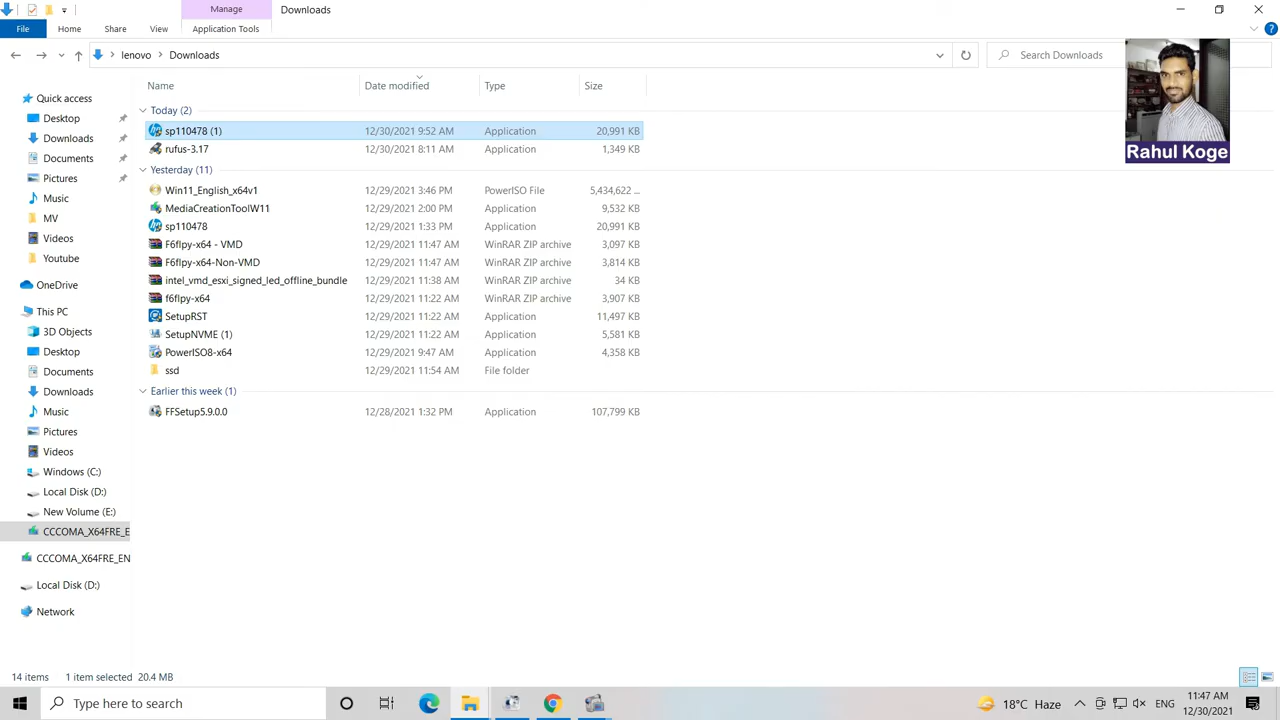 Manage Downloads
File Home Share View Application Tools
lenovo Downloads Search Downloads
Name Date modified Type Size
Rahul Koge
Quick access
Desktop
Downloads
Documents
Pictures
Music
MV
Videos
Youtube
OneDrive
This PC
3D Objects
Desktop
Documents
Downloads
Music
Pictures
Videos
Windows (C:)
Local Disk (D:)
New Volume (E:)
CCCOMA_X64FRE_E
CCCOMA_X64FRE_EN
Local Disk (D:)
Network
Today (2)
sp110478 (1) 12/30/2021 9:52 AM Application 20,991 KB
rufus-3.17 12/30/2021 8:11 AM Application 1,349 KB
Yesterday (11)
Win11_English_x64v1 12/29/2021 3:46 PM PowerISO File 5,434,622 ...
MediaCreationToolW11 12/29/2021 2:00 PM Application 9,532 KB
sp110478 12/29/2021 1:33 PM Application 20,991 KB
F6flpy-x64 - VMD 12/29/2021 11:47 AM WinRAR ZIP archive 3,097 KB
F6flpy-x64-Non-VMD 12/29/2021 11:47 AM WinRAR ZIP archive 3,814 KB
intel_vmd_esxi_signed_led_offline_bundle 12/29/2021 11:38 AM WinRAR ZIP archive 34 KB
f6flpy-x64 12/29/2021 11:22 AM WinRAR ZIP archive 3,907 KB
SetupRST 12/29/2021 11:22 AM Application 11,497 KB
SetupNVME (1) 12/29/2021 11:22 AM Application 5,581 KB
PowerISO8-x64 12/29/2021 9:47 AM Application 4,358 KB
ssd 12/29/2021 11:54 AM File folder
Earlier this week (1)
FFSetup5.9.0.0 12/28/2021 1:32 PM Application 107,799 KB
14 items 1 item selected 20.4 MB
Type here to search 18°C Haze ENG 11:47 AM
12/30/2021